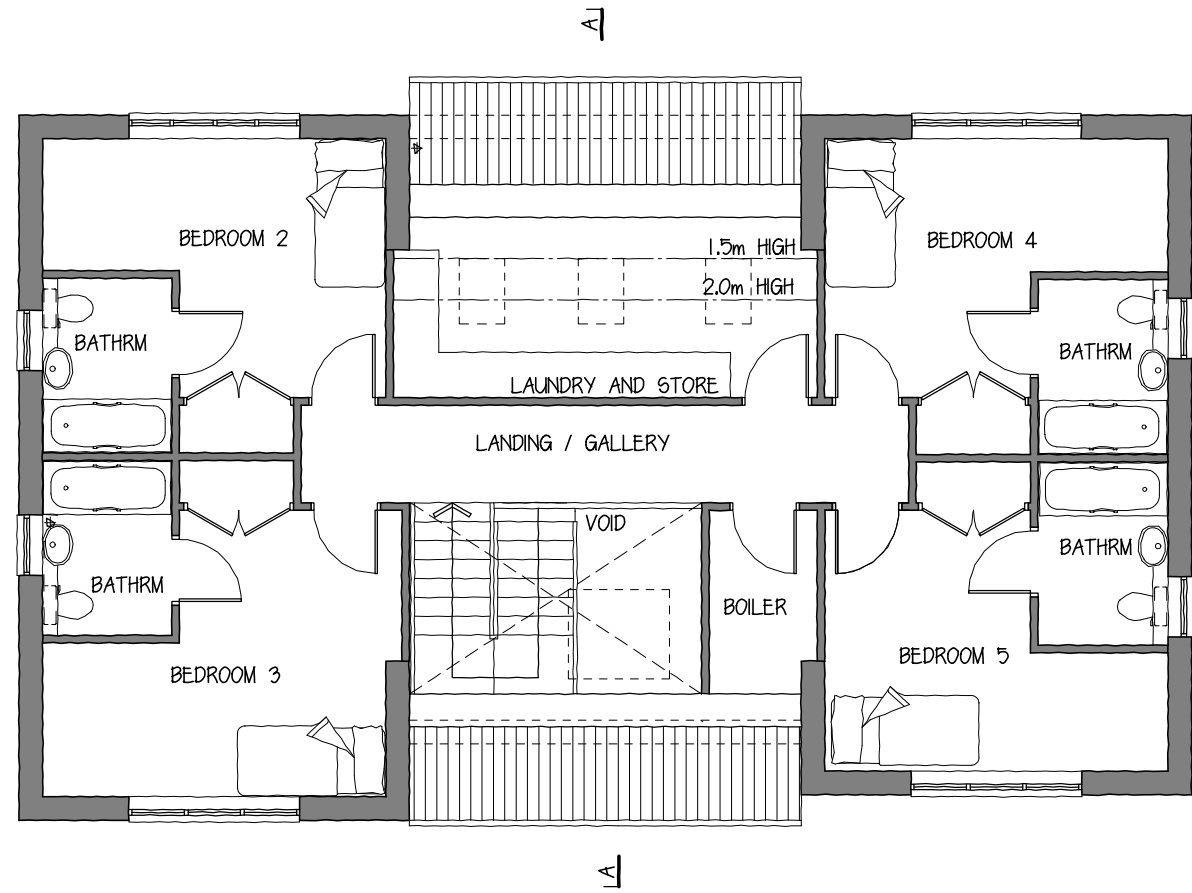 A
BEDROOM 2
1.5m HIGH
BEDROOM 4
2.0m HIGH
BATHRM
BATHRM
LAUNDRY AND STORE
LANDING / GALLERY
VOID
BATHRM
BATHRM
BOILER
BEDROOM 3
BEDROOM 5
A